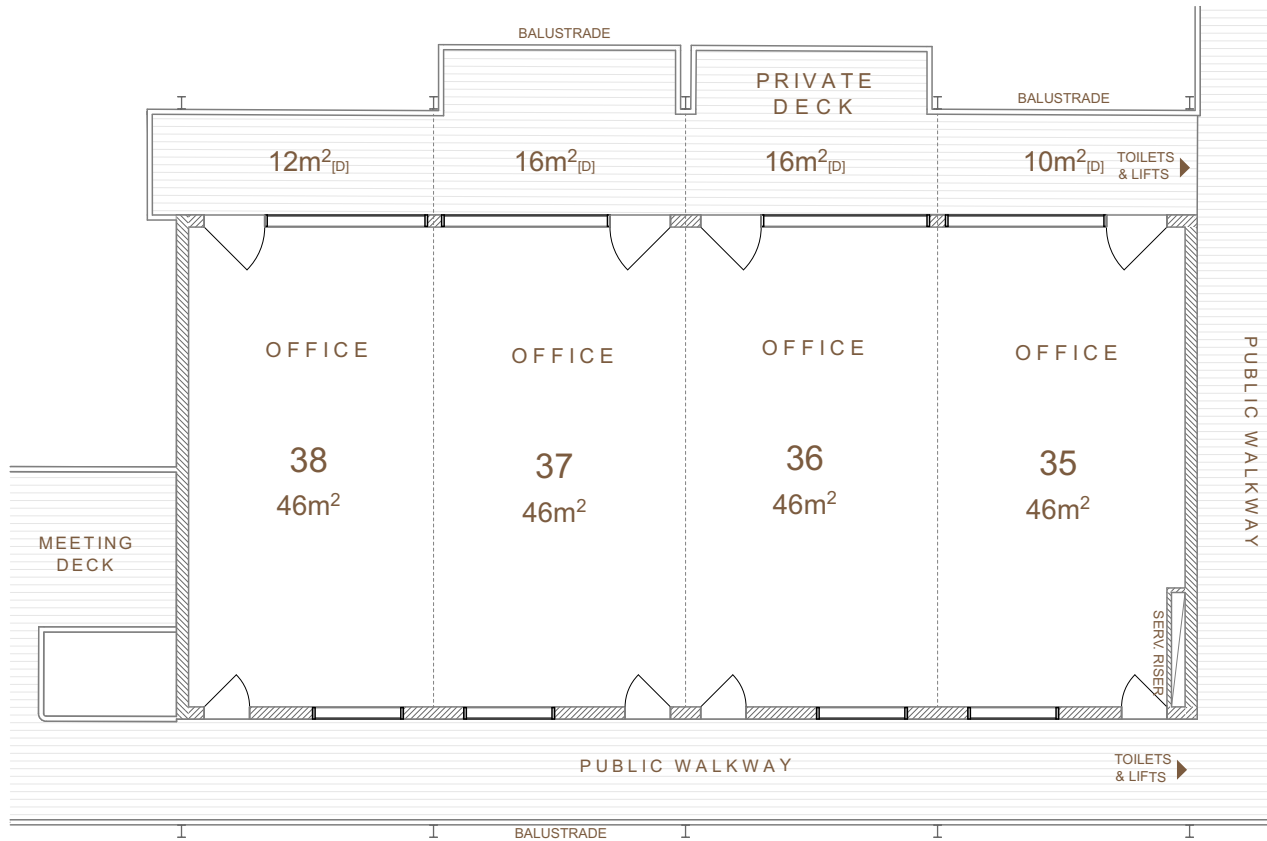 BALUSTRADE
PRIVATE
DECK
BALUSTRADE
12m²[D]
16m²[D]
16m²[D]
10m²[D]
TOILETS
& LIFTS
OFFICE
38
46m²
OFFICE
37
46m²
OFFICE
36
46m²
OFFICE
35
46m²
PUBLIC WALKWAY
MEETING
DECK
SERV. RISER
PUBLIC WALKWAY
TOILETS
& LIFTS
BALUSTRADE